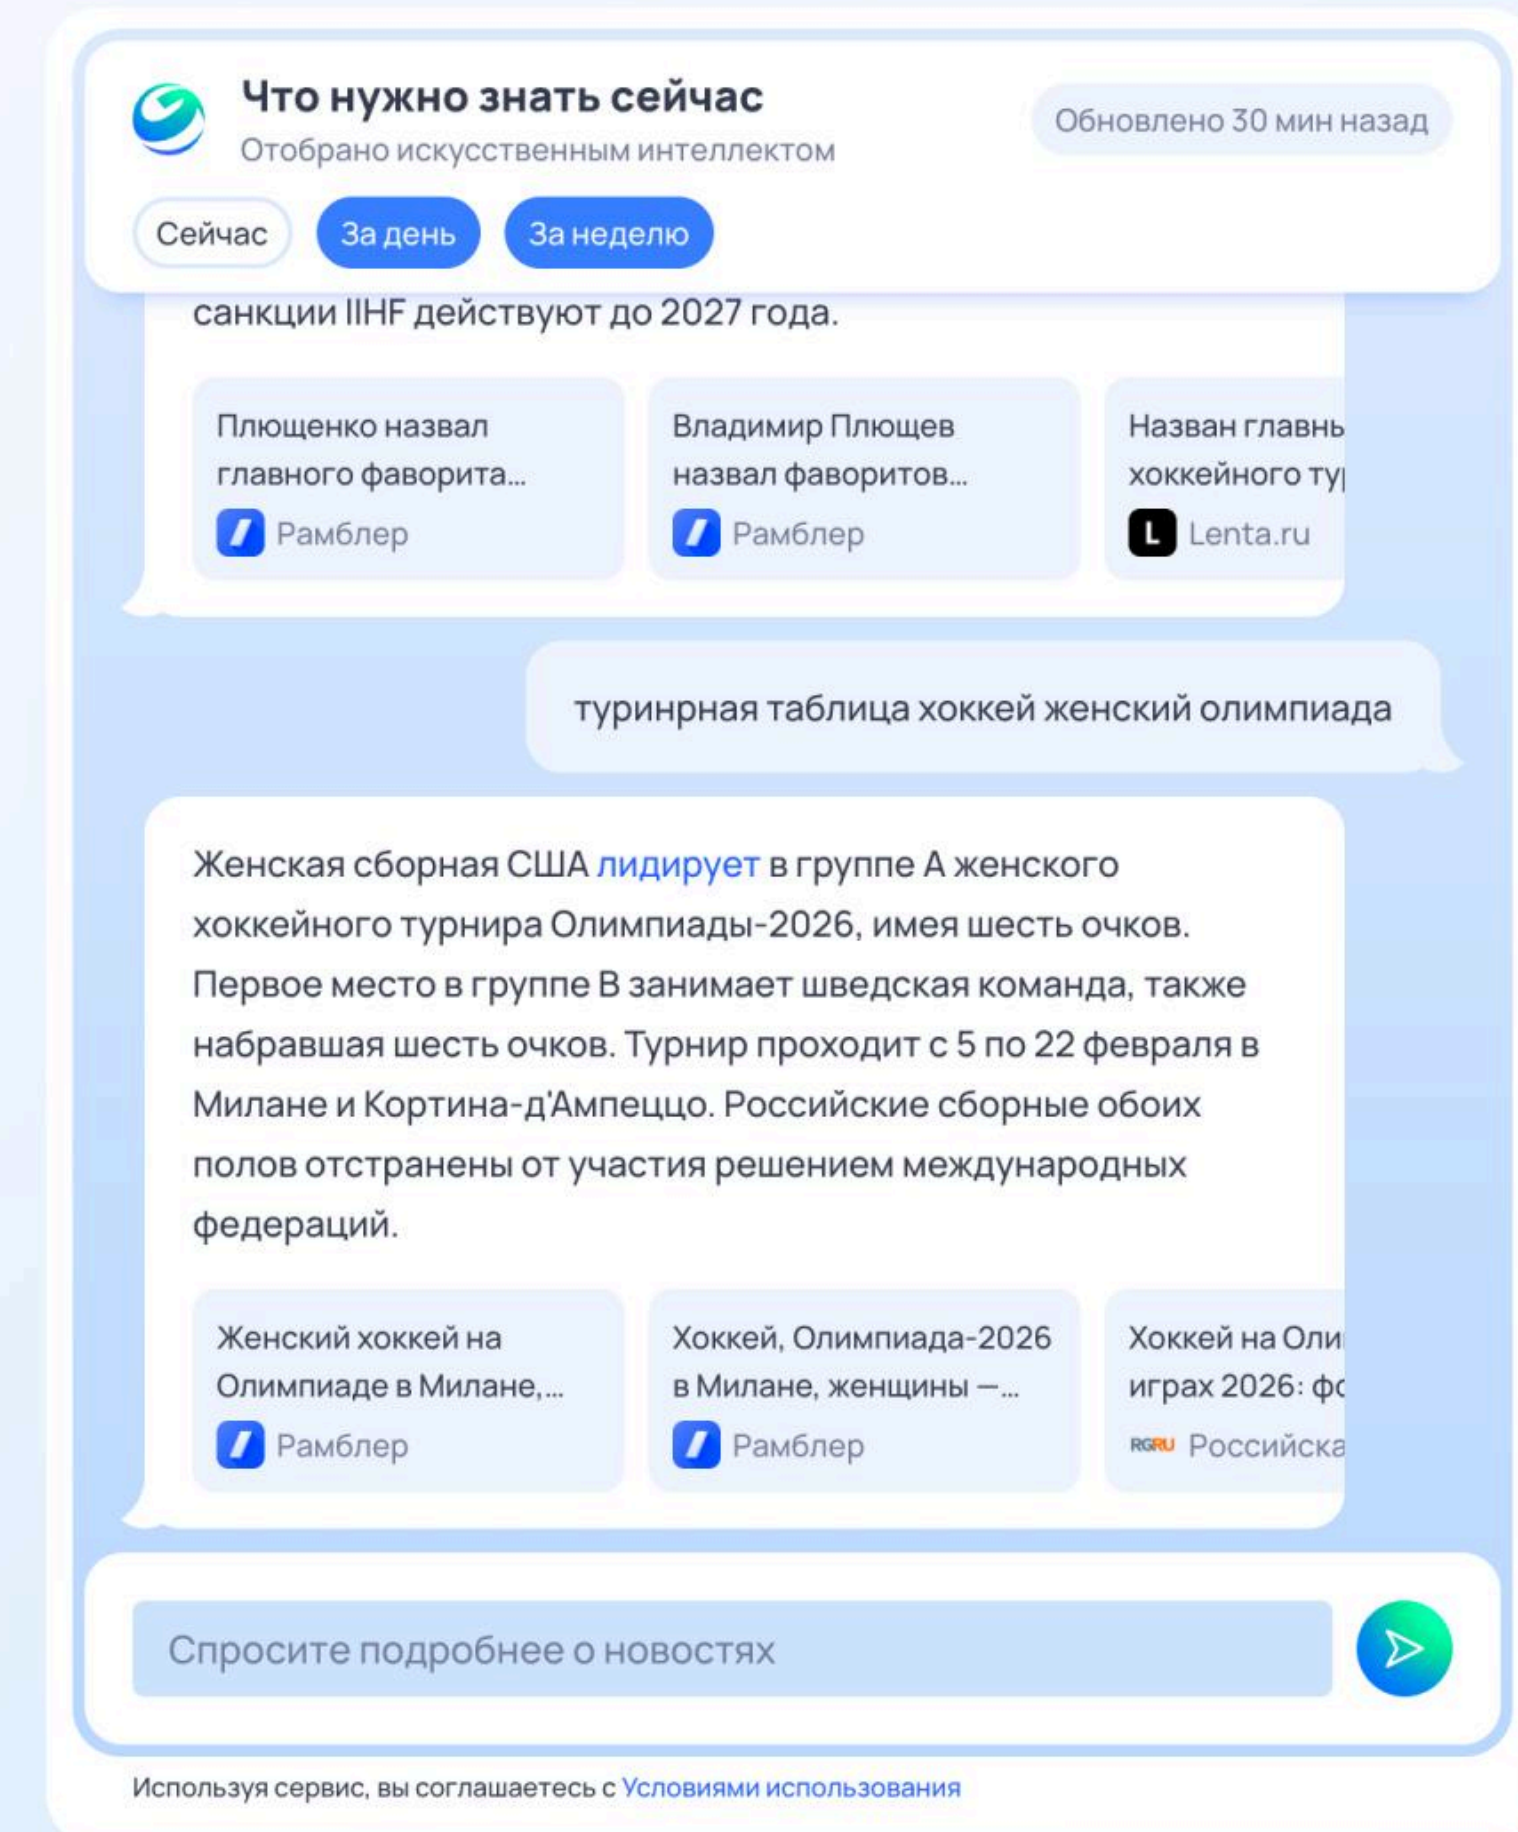 Что нужно знать сейчас
Отобрано искусственным интеллектом
Обновлено 30 мин назад
Сейчас
За день
За неделю
санкции IIHF действуют до 2027 года.
Плющенко назвал
главного фаворита...
Рамблер
Владимир Плющев
назвал фаворитов...
Рамблер
Назван главнь
хоккейного ту
L Lenta.ru
туринрная таблица хоккей женский олимпиада
Женская сборная США лидирует в группе А женского
хоккейного турнира Олимпиады-2026, имея шесть очков.
Первое место в группе В занимает шведская команда, также
набравшая шесть очков. Турнир проходит с 5 по 22 февраля в
Милане и Кортина-д'Ампеццо. Российские сборные обоих
полов отстранены от участия решением международных
федераций.
Женский хоккей на
Олимпиаде в Милане,...
Рамблер
Хоккей, Олимпиада-2026
в Милане, женщины —...
Рамблер
Хоккей на Оли
играх 2026: фо
RGRU Российска
Спросите подробнее о новостях
Используя сервис, вы соглашаетесь с Условиями использования